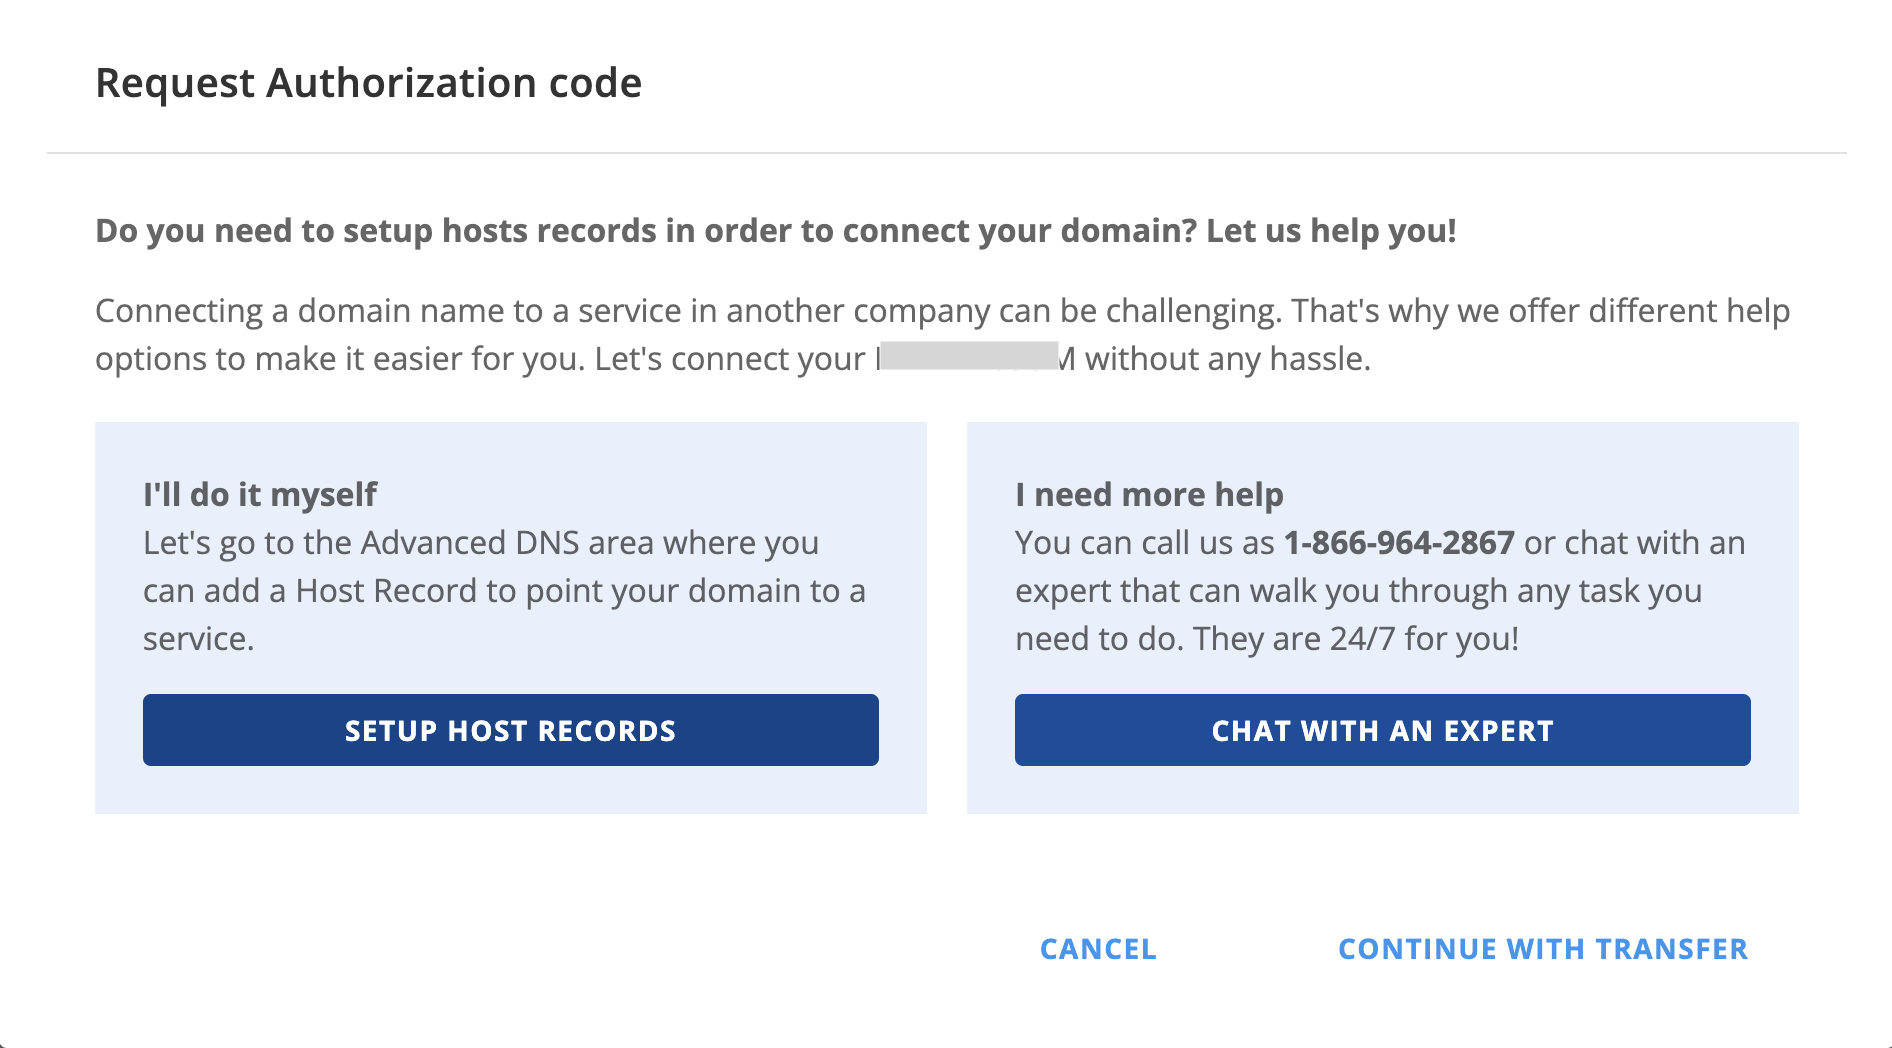 Request Authorization code
Do you need to setup hosts records in order to connect your domain? Let us help you!
Connecting a domain name to a service in another company can be challenging. That's why we offer different help
options to make it easier for you. Let's connect your without any hassle.
I'll do it myself
Let's go to the Advanced DNS area where you
can add a Host Record to point your domain to a
service.
SETUP HOST RECORDS
I need more help
You can call us as 1-866-964-2867 or chat with an
expert that can walk you through any task you
need to do. They are 24/7 for you!
CHAT WITH AN EXPERT
CANCEL
CONTINUE WITH TRANSFER